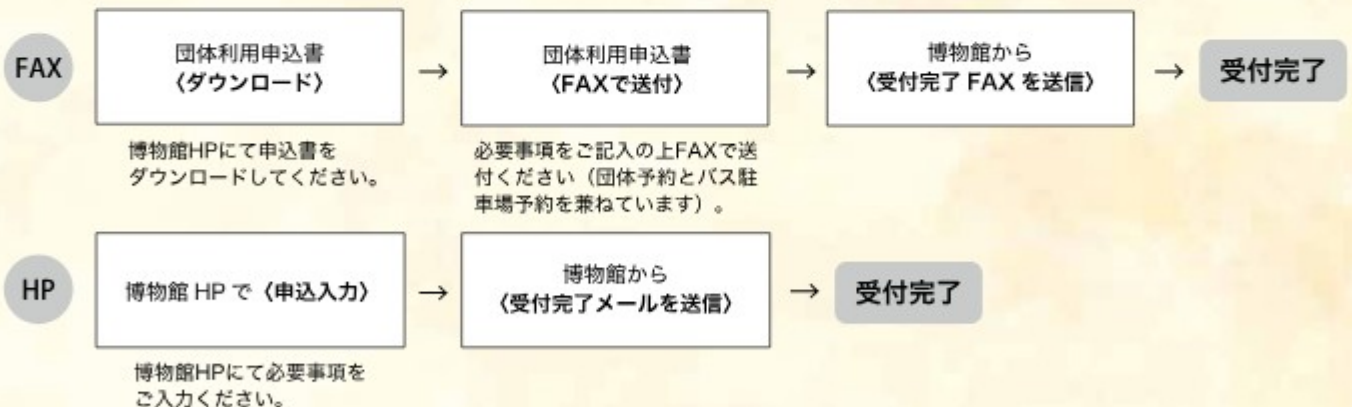 FAX
団体利用申込書
〈ダウンロード〉
→
団体利用申込書
〈FAXで送付〉
→
博物館から
〈受付完了 FAX を送信〉
→
受付完了
博物館HPにて申込書を
ダウンロードしてください。
必要事項をご記入の上FAXで送
付ください（団体予約とバス駐
車場予約を兼ねています）。
HP
博物館 HP で〈申込入力〉
→
博物館から
〈受付完了メールを送信〉
→
受付完了
博物館HPにて必要事項を
ご入力ください。